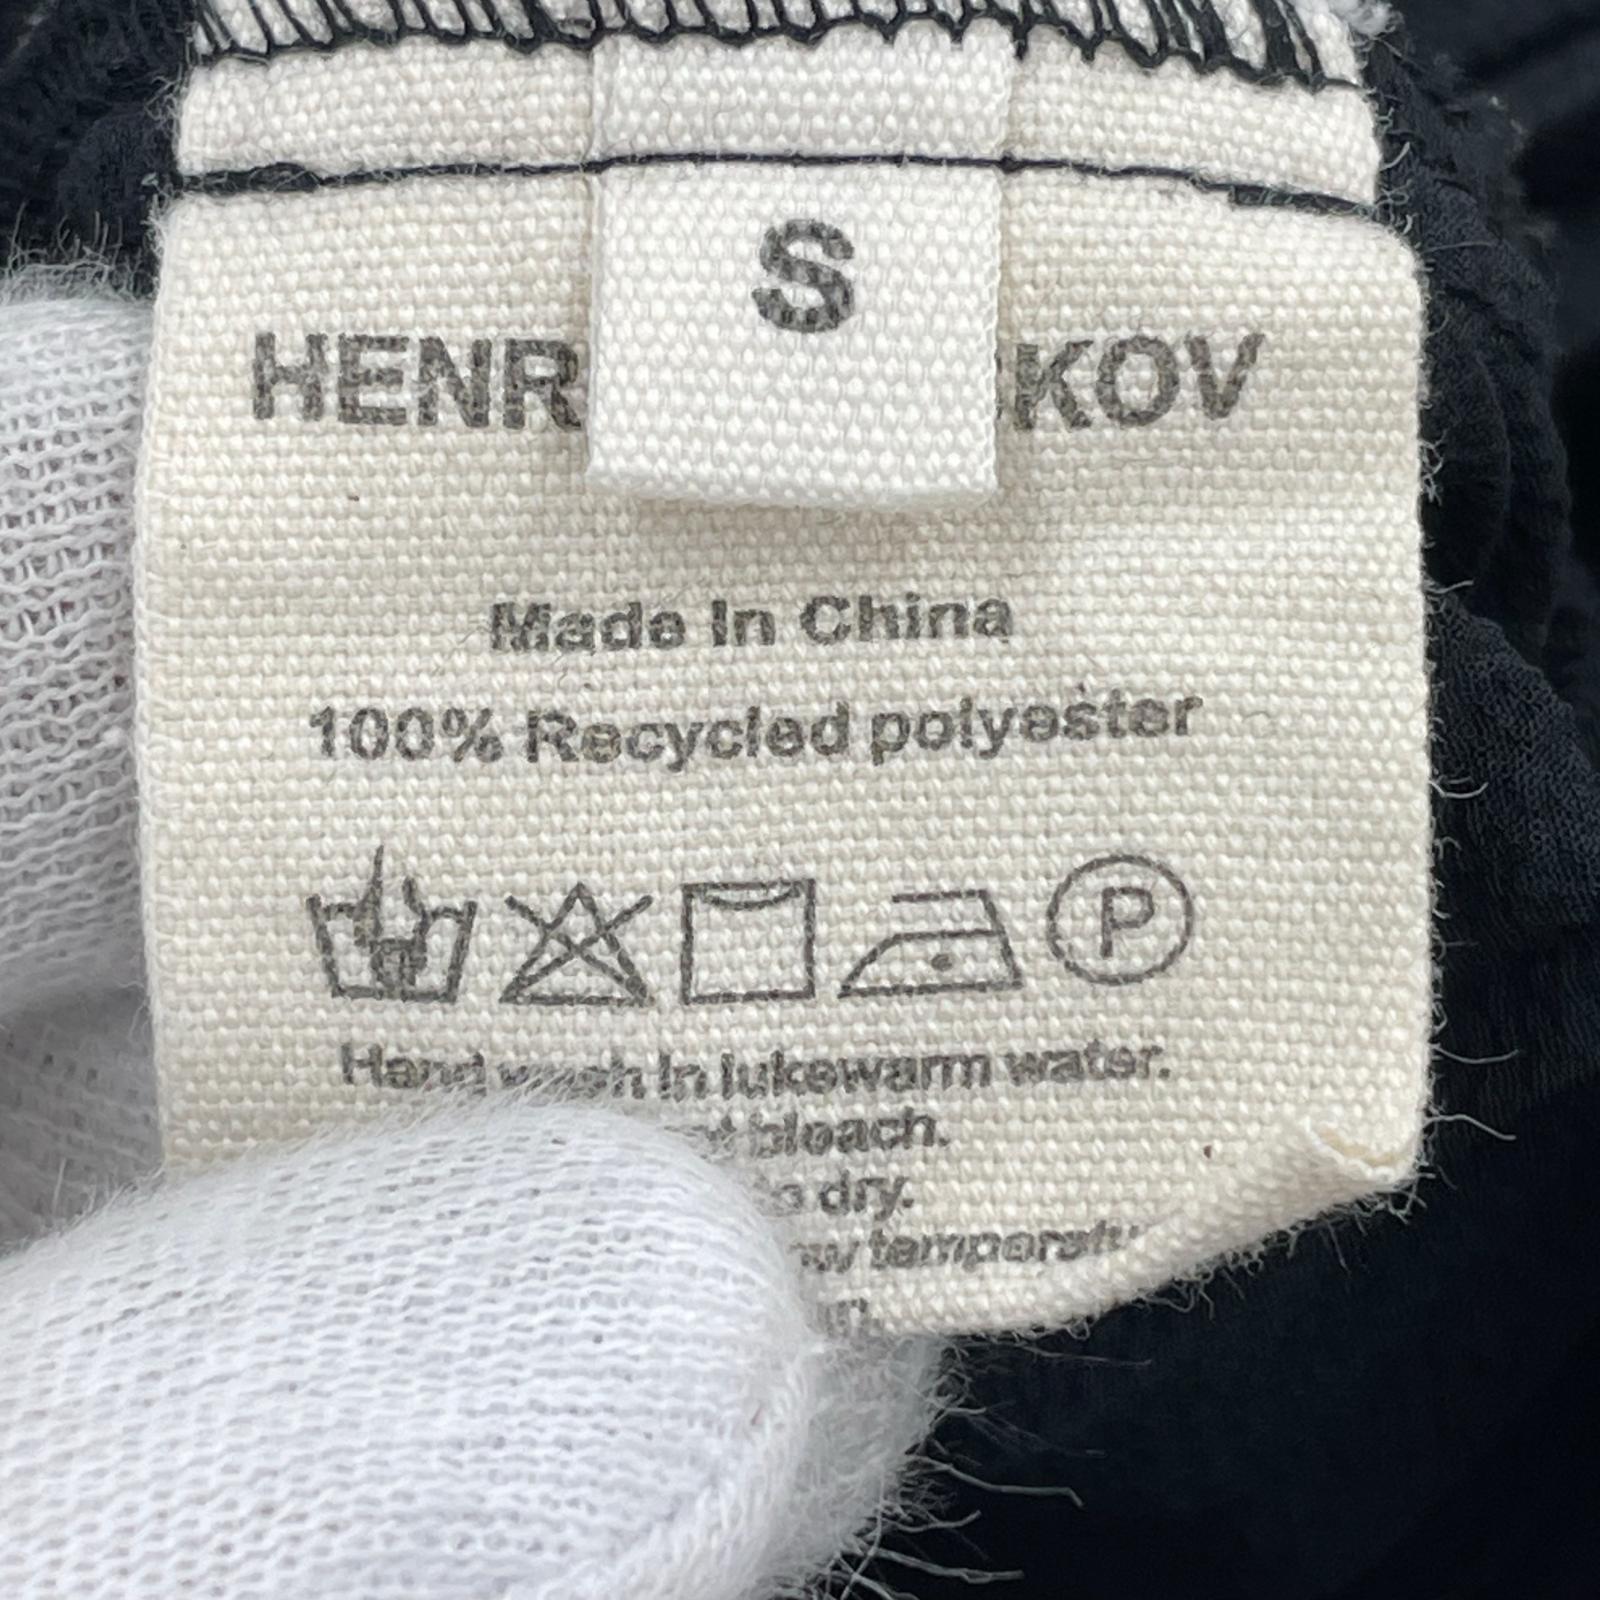 S
HENR KOV
Made In China
100% Recycled polyester
P
Hand wash In lukewarm water.
bleach.
dry.